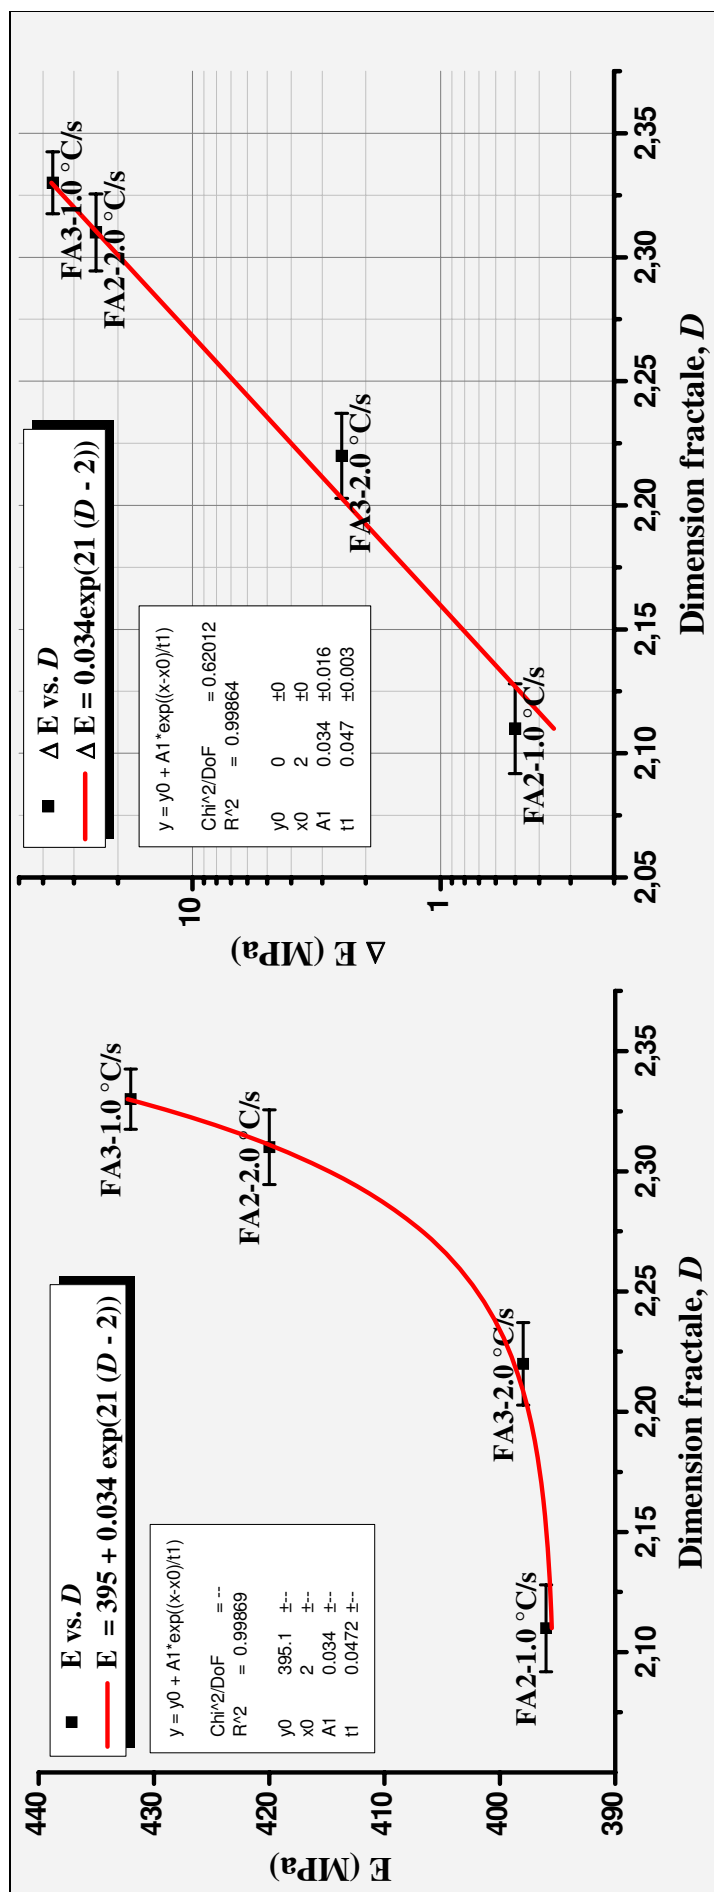 E vs. D
E = 395 + 0.034 exp(21 (D - 2))
y = y0 + A1*exp((x-x0)/t1)
Chi^2/DoF = --
R^2 = 0.99869
y0 395.1 ±--
x0 2 ±--
A1 0.034 ±--
t1 0.0472 ±--
FA3-1.0 °C/s
FA2-2.0 °C/s
FA3-2.0 °C/s
FA2-1.0 °C/s
440
430
420
410
400
390
E (MPa)
2,10
2,15
2,20
2,25
2,30
2,35
Dimension fractale, D
Δ E vs. D
Δ E = 0.034exp(21 (D - 2))
y = y0 + A1*exp((x-x0)/t1)
Chi^2/DoF = 0.62012
R^2 = 0.99864
y0 0 ±0
x0 2 ±0
A1 0.034 ±0.016
t1 0.047 ±0.003
FA3-1.0 °C/s
FA2-2.0 °C/s
FA3-2.0 °C/s
FA2-1.0 °C/s
10
1
Δ E (MPa)
2,05
2,10
2,15
2,20
2,25
2,30
2,35
Dimension fractale, D